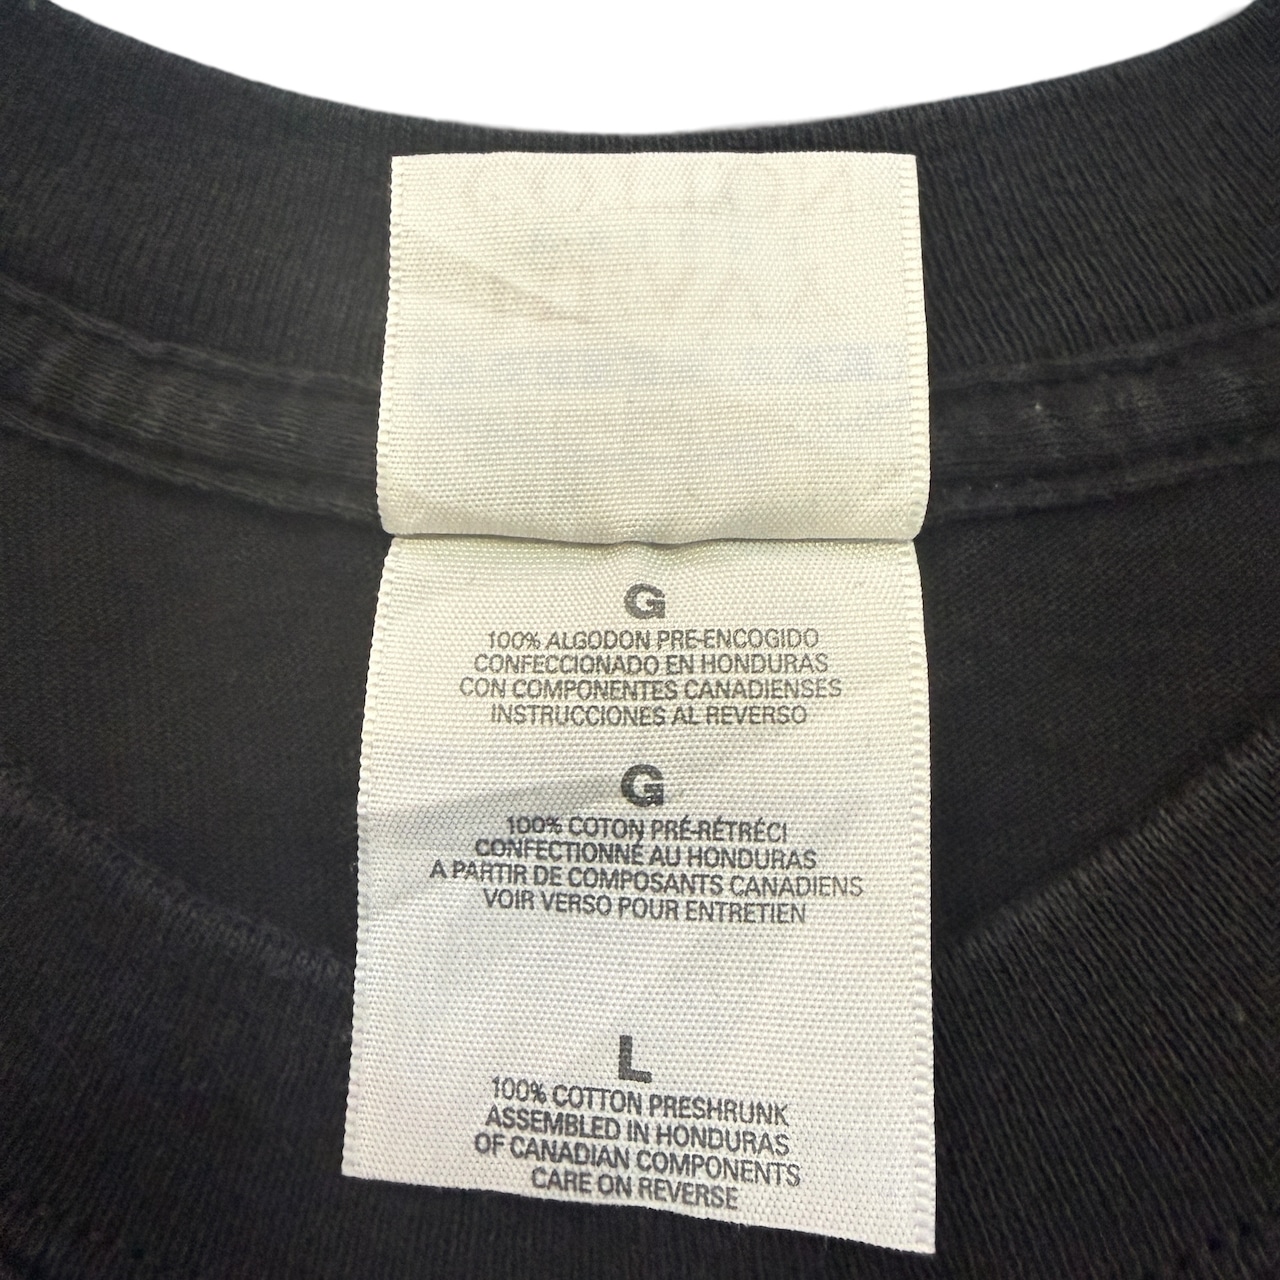 G
100% ALGODON PRE-ENCOGIDO
CONFECCIONADO EN HONDURAS
CON COMPONENTES CANADIENSES
INSTRUCCIONES AL REVERSO
G
100% COTON PRÉ-RÉTRÉCI
CONFECTIONNÉ AU HONDURAS
A PARTIR DE COMPOSANTS CANADIENS
VOIR VERSO POUR ENTRETIEN
L
100% COTTON PRESHRUNK
ASSEMBLED IN HONDURAS
OF CANADIAN COMPONENTS
CARE ON REVERSE